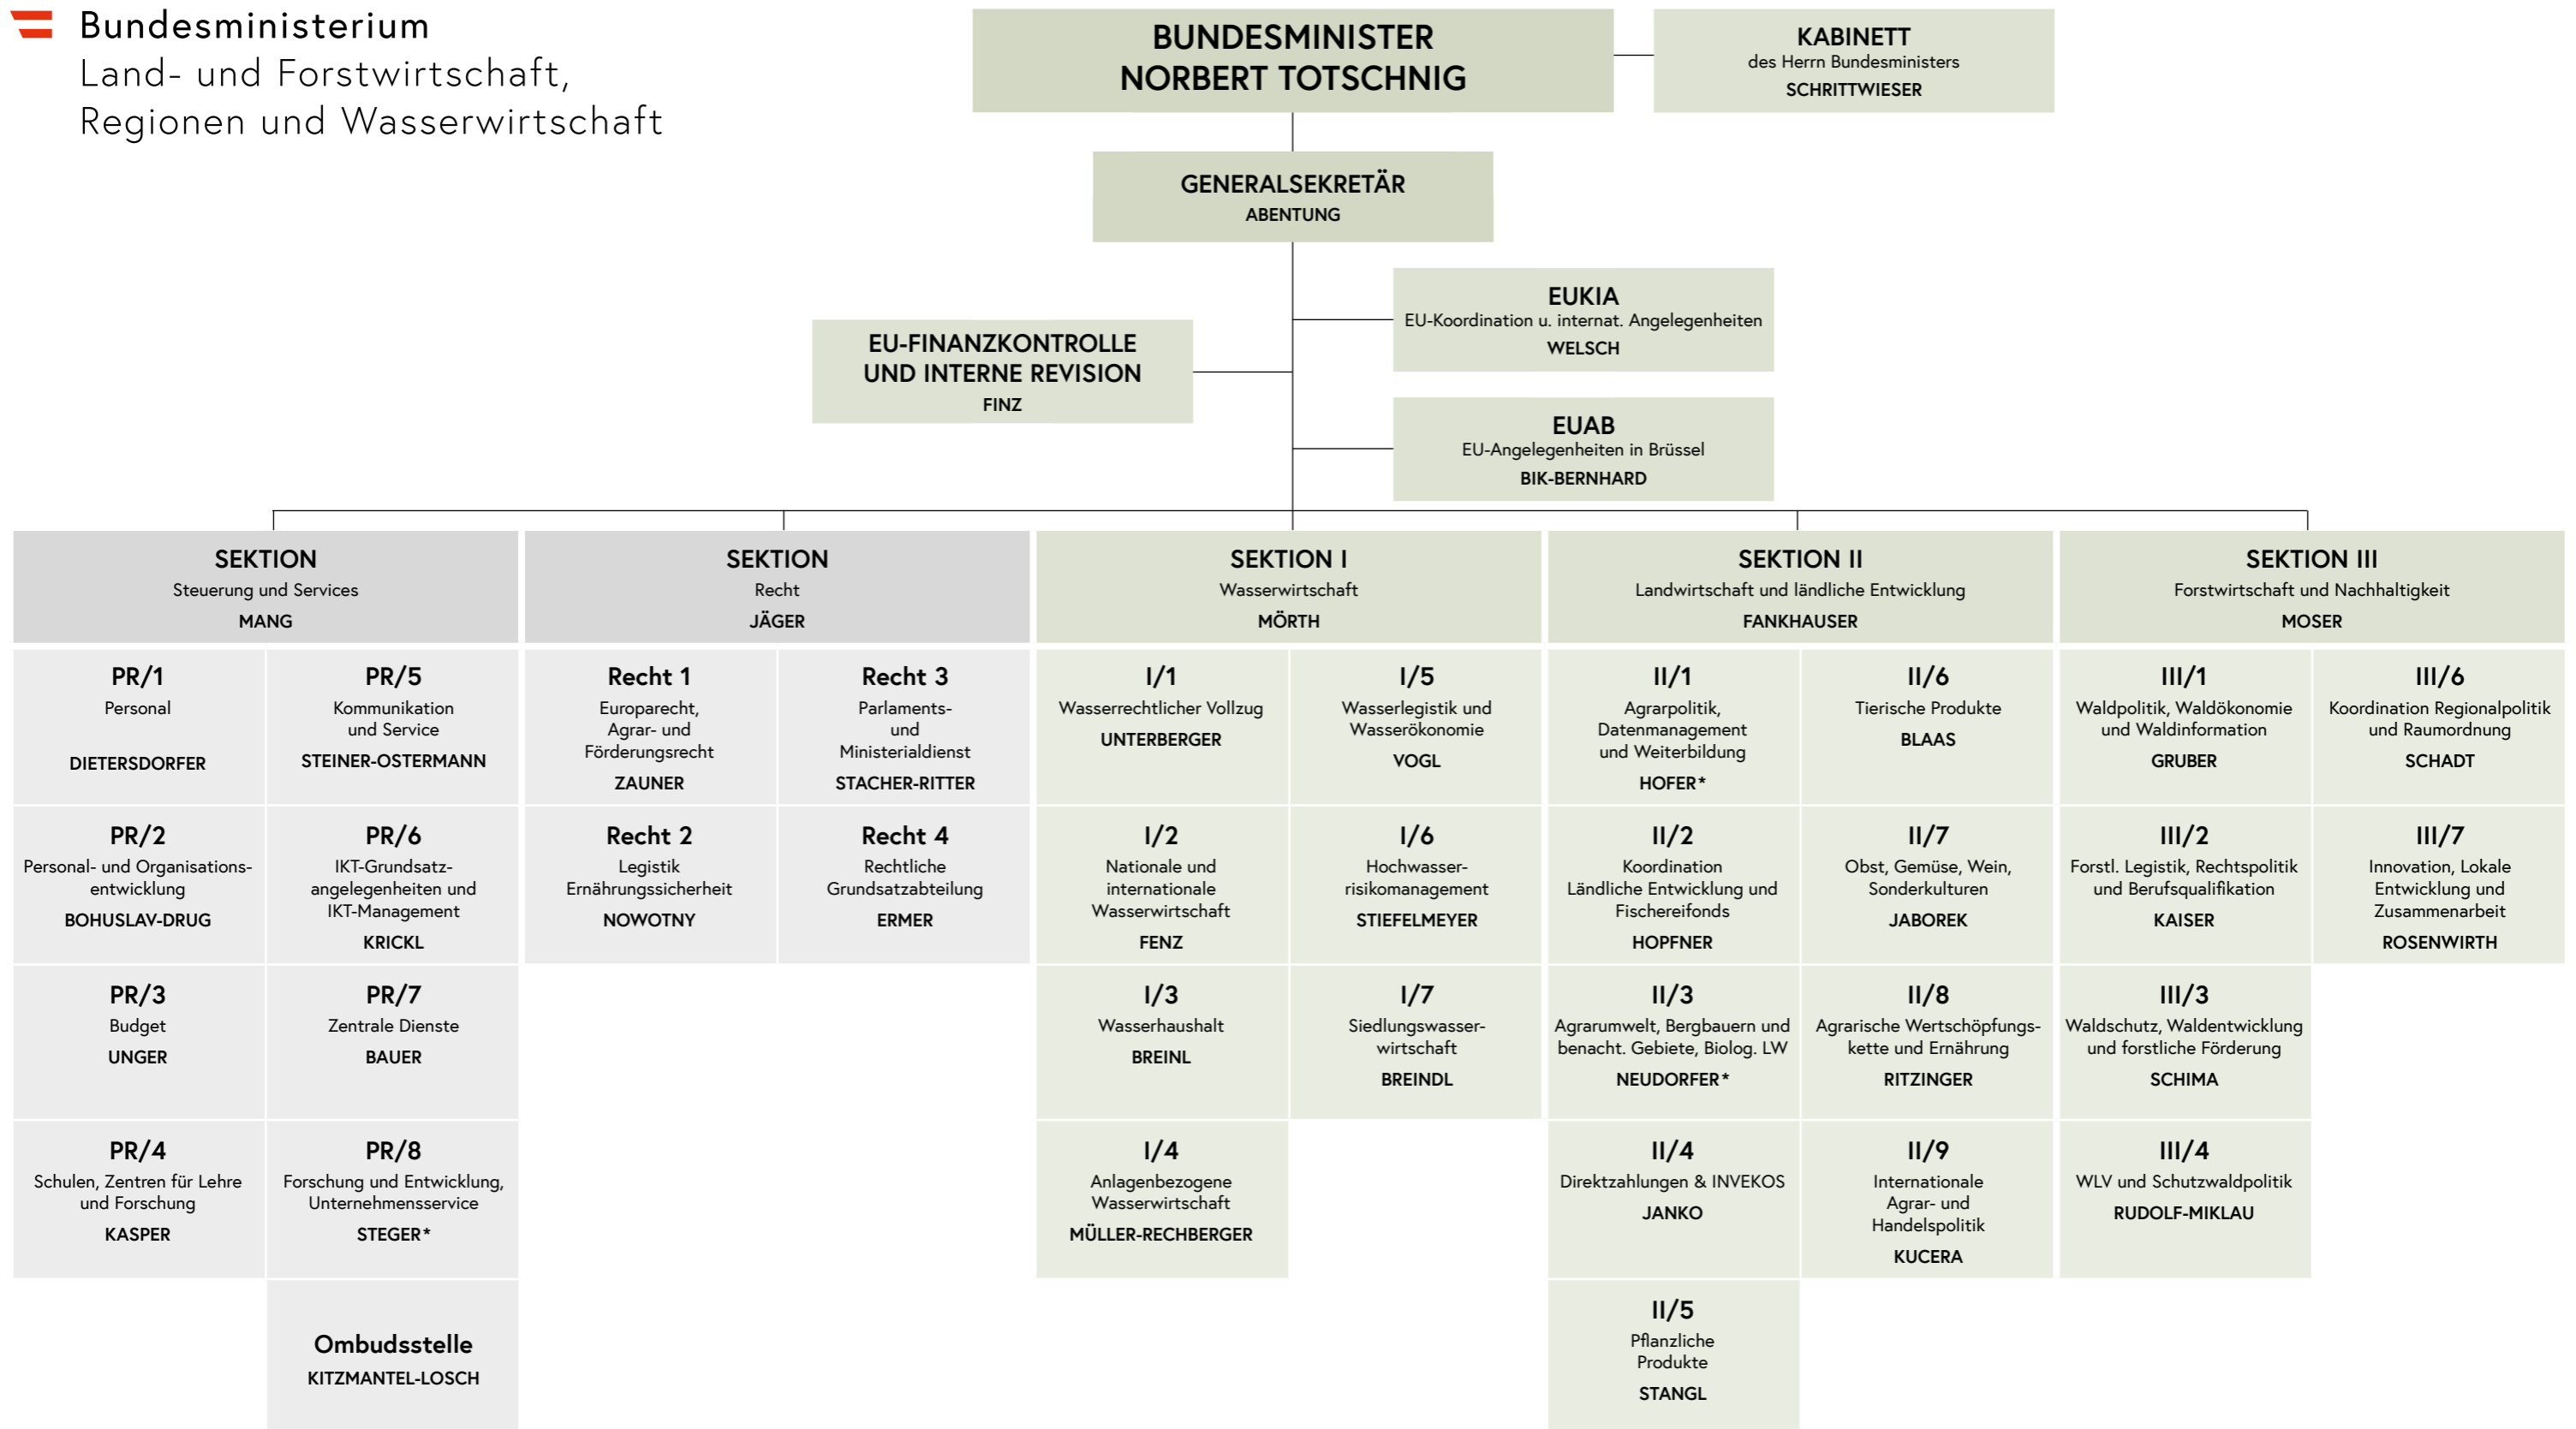 Bundesministerium
Land- und Forstwirtschaft,
Regionen und Wasserwirtschaft
BUNDESMINISTER
NORBERT TOTSCHNIG
KABINETT
des Herrn Bundesministers
SCHRITTWIESER
GENERALSEKRETÄR
ABENTUNG
EUKIA
EU-Koordination u. internat. Angelegenheiten
WELSCH
EU-FINANZKONTROLLE
UND INTERNE REVISION
FINZ
EUAB
EU-Angelegenheiten in Brüssel
BIK-BERNHARD
SEKTION
Steuerung und Services
MANG
PR/1
Personal
DIETERSDORFER
PR/5
Kommunikation
und Service
STEINER-OSTERMANN
PR/2
Personal- und Organisations-
entwicklung
BOHUSLAV-DRUG
PR/6
IKT-Grundsatz-
angelegenheiten und
IKT-Management
KRICKL
PR/3
Budget
UNGER
PR/7
Zentrale Dienste
BAUER
PR/4
Schulen, Zentren für Lehre
und Forschung
KASPER
PR/8
Forschung und Entwicklung,
Unternehmensservice
STEGER*
Ombudsstelle
KITZMANTEL-LOSCH
SEKTION
Recht
JÄGER
Recht 1
Europarecht,
Agrar- und
Förderungsrecht
ZAUNER
Recht 3
Parlaments-
und
Ministerialdienst
STACHER-RITTER
Recht 2
Legistik
Ernährungssicherheit
NOWOTNY
Recht 4
Rechtliche
Grundsatzabteilung
ERMER
SEKTION I
Wasserwirtschaft
MÖRTH
I/1
Wasserrechtlicher Vollzug
UNTERBERGER
I/5
Wasserlegistik und
Wasserökonomie
VOGL
I/2
Nationale und
internationale
Wasserwirtschaft
FENZ
I/6
Hochwasser-
risikomanagement
STIEFELMEYER
I/3
Wasserhaushalt
BREINL
I/7
Siedlungswasser-
wirtschaft
BREINDL
I/4
Anlagenbezogene
Wasserwirtschaft
MÜLLER-RECHBERGER
SEKTION II
Landwirtschaft und ländliche Entwicklung
FANKHAUSER
II/1
Agrarpolitik,
Datenmanagement
und Weiterbildung
HOFER*
II/6
Tierische Produkte
BLAAS
II/2
Koordination
Ländliche Entwicklung und
Fischereifonds
HOPFNER
II/7
Obst, Gemüse, Wein,
Sonderkulturen
JABOREK
II/3
Agrarumwelt, Bergbauern und
benacht. Gebiete, Biolog. LW
NEUDORFER*
II/8
Agrarische Wertschöpfungs-
kette und Ernährung
RITZINGER
II/4
Direktzahlungen & INVEKOS
JANKO
II/9
Internationale
Agrar- und
Handelspolitik
KUCERA
II/5
Pflanzliche
Produkte
STANGL
SEKTION III
Forstwirtschaft und Nachhaltigkeit
MOSER
III/1
Waldpolitik, Waldökonomie
und Waldinformation
GRUBER
III/6
Koordination Regionalpolitik
und Raumordnung
SCHADT
III/2
Forstl. Legistik, Rechtspolitik
und Berufsqualifikation
KAISER
III/7
Innovation, Lokale
Entwicklung und
Zusammenarbeit
ROSENWIRTH
III/3
Waldschutz, Waldentwicklung
und forstliche Förderung
SCHIMA
III/4
WLV und Schutzwaldpolitik
RUDOLF-MIKLAU